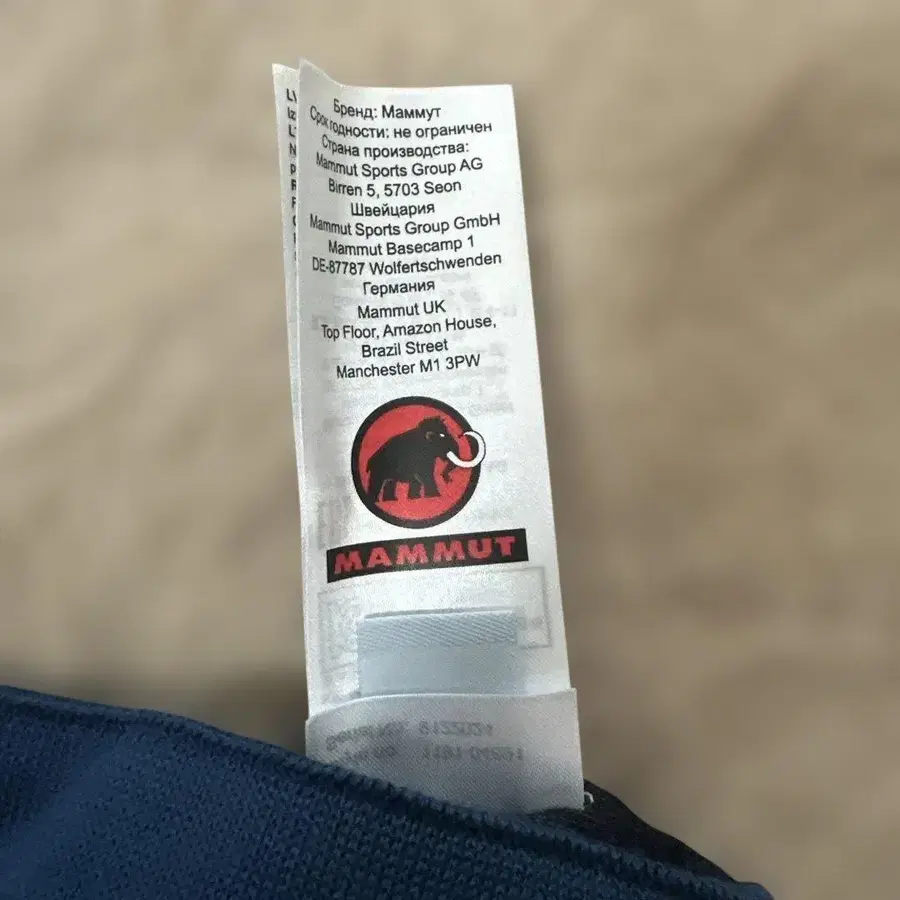 Бренд: Маммут
Срок годности: не ограничен
Страна производства:
Mammut Sports Group AG
Birren 5, 5703 Seon
Швейцария
Mammut Sports Group GmbH
Mammut Basecamp 1
DE-87787 Wolfertschwenden
Германия
Mammut UK
Top Floor, Amazon House,
Brazil Street
Manchester M1 3PW
MAMMUT